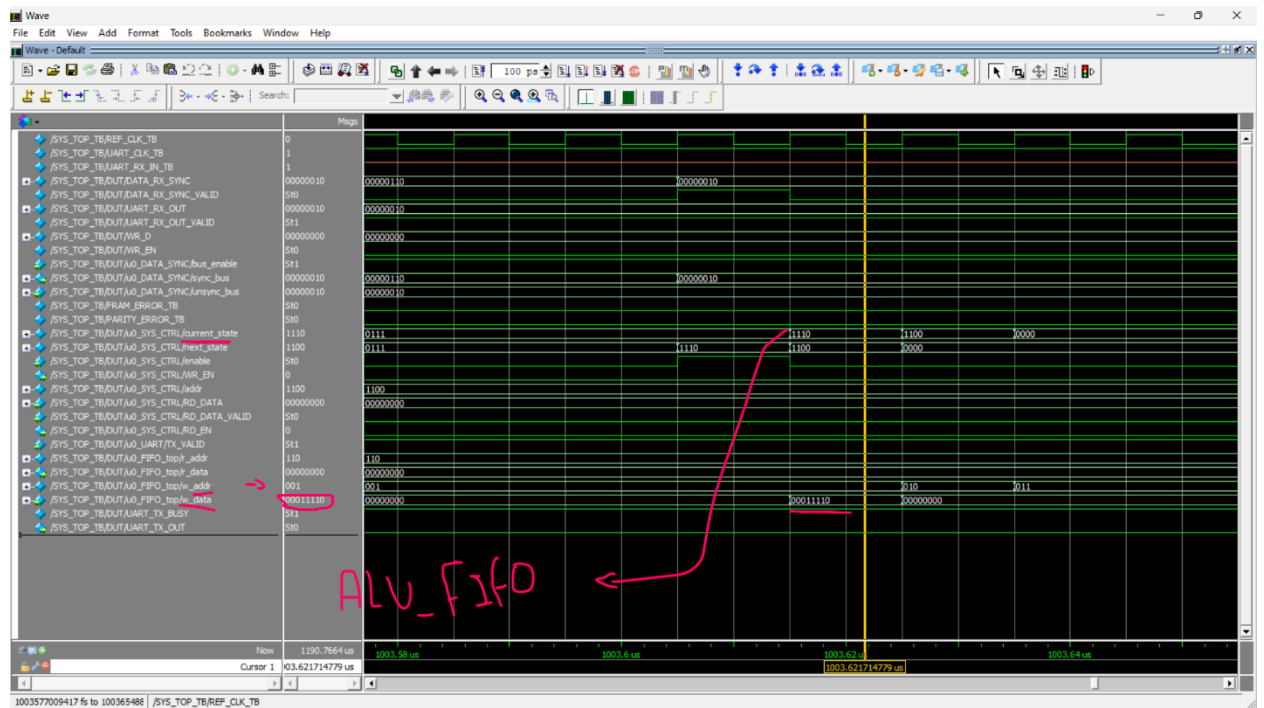 Wave
File Edit View Add Format Tools Bookmarks Window Help
Wave - Default
100 ps
Search:
Msgs
/SYS_TOP_TB/REF_CLK_TB 0
/SYS_TOP_TB/UART_CLK_TB 1
/SYS_TOP_TB/UART_RX_IN_TB 1
/SYS_TOP_TB/DUT/DATA_RX_SYNC 00000010 00000110 00000010
/SYS_TOP_TB/DUT/DATA_RX_SYNC_VALID St0
/SYS_TOP_TB/DUT/UART_RX_OUT 00000010 00000010
/SYS_TOP_TB/DUT/UART_RX_OUT_VALID St1
/SYS_TOP_TB/DUT/WR_D 00000000 00000000
/SYS_TOP_TB/DUT/WR_EN St0
/SYS_TOP_TB/DUT/u0_DATA_SYNC/bus_enable St1
/SYS_TOP_TB/DUT/u0_DATA_SYNC/sync_bus 00000010 00000110 00000010
/SYS_TOP_TB/DUT/u0_DATA_SYNC/unsync_bus 00000010 00000010
/SYS_TOP_TB/FRAM_ERROR_TB St0
/SYS_TOP_TB/PARITY_ERROR_TB St0
/SYS_TOP_TB/DUT/u0_SYS_CTRL/current_state 1110 0111 1110 1100 0000
/SYS_TOP_TB/DUT/u0_SYS_CTRL/next_state 1100 0111 1110 1100 0000
/SYS_TOP_TB/DUT/u0_SYS_CTRL/enable St0
/SYS_TOP_TB/DUT/u0_SYS_CTRL/WR_EN 0
/SYS_TOP_TB/DUT/u0_SYS_CTRL/addr 1100 1100
/SYS_TOP_TB/DUT/u0_SYS_CTRL/RD_DATA 00000000 00000000
/SYS_TOP_TB/DUT/u0_SYS_CTRL/RD_DATA_VALID St0
/SYS_TOP_TB/DUT/u0_SYS_CTRL/RD_EN 0
/SYS_TOP_TB/DUT/u0_UART/TX_VALID St1
/SYS_TOP_TB/DUT/u0_FIFO_top/r_addr 110 110
/SYS_TOP_TB/DUT/u0_FIFO_top/r_data 00000000 00000000
/SYS_TOP_TB/DUT/u0_FIFO_top/w_addr 001 001 010 011
/SYS_TOP_TB/DUT/u0_FIFO_top/w_data 00011110 00000000 00011110 00000000
/SYS_TOP_TB/DUT/UART_TX_BUSY St1
/SYS_TOP_TB/DUT/UART_TX_OUT St0
ALU_FIFO
Now 1190.7664 us 1003.58 us 1003.6 us 1003.62 u 1003.64 us
Cursor 1 03.621714779 us 1003.621714779 us
1003577009417 fs to 100365488 /SYS_TOP_TB/REF_CLK_TB